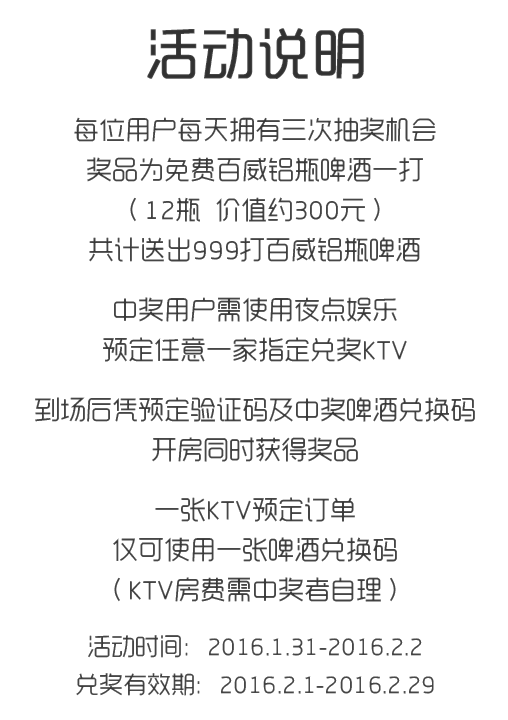 活动说明
每位用户每天拥有三次抽奖机会
奖品为免费百威铝瓶啤酒一打
（12瓶 价值约300元）
共计送出999打百威铝瓶啤酒
中奖用户需使用夜点娱乐
预定任意一家指定兑奖KTV
到场后凭预定验证码及中奖啤酒兑换码
开房同时获得奖品
一张KTV预定订单
仅可使用一张啤酒兑换码
（KTV房费需中奖者自理）
活动时间：2016.1.31-2016.2.2
兑奖有效期：2016.2.1-2016.2.29